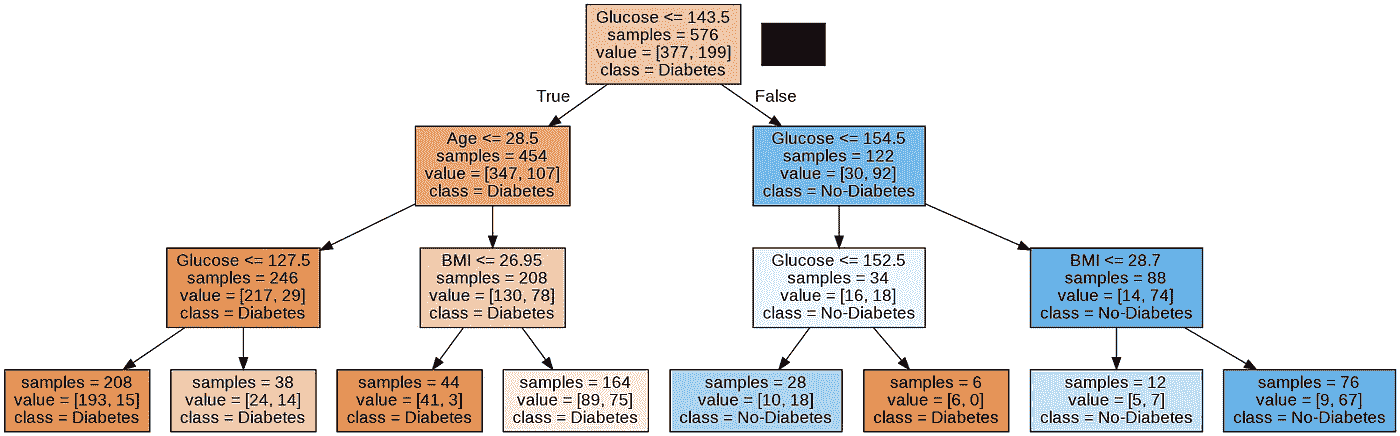 Glucose <= 143.5
samples = 576
value = [377, 199]
class = Diabetes
True
False
Age <= 28.5
samples = 454
value = [347, 107]
class = Diabetes
Glucose <= 154.5
samples = 122
value = [30, 92]
class = No-Diabetes
Glucose <= 127.5
samples = 246
value = [217, 29]
class = Diabetes
BMI <= 26.95
samples = 208
value = [130, 78]
class = Diabetes
Glucose <= 152.5
samples = 34
value = [16, 18]
class = No-Diabetes
BMI <= 28.7
samples = 88
value = [14, 74]
class = No-Diabetes
samples = 208
value = [193, 15]
class = Diabetes
samples = 38
value = [24, 14]
class = Diabetes
samples = 44
value = [41, 3]
class = Diabetes
samples = 164
value = [89, 75]
class = Diabetes
samples = 28
value = [10, 18]
class = No-Diabetes
samples = 6
value = [6, 0]
class = Diabetes
samples = 12
value = [5, 7]
class = No-Diabetes
samples = 76
value = [9, 67]
class = No-Diabetes